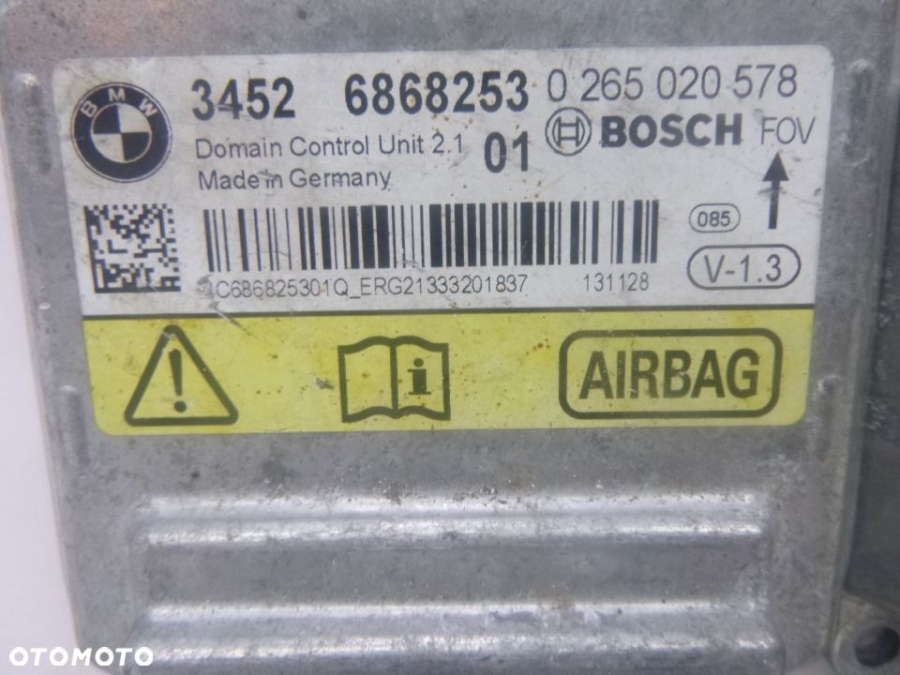 BMW
3452 6868253 0 265 020 578
Domain Control Unit 2.1 01 BOSCH FOV
Made in Germany
085
V-1.3
C686825301Q_ERG21333201837 131128
AIRBAG
OTOMOTO